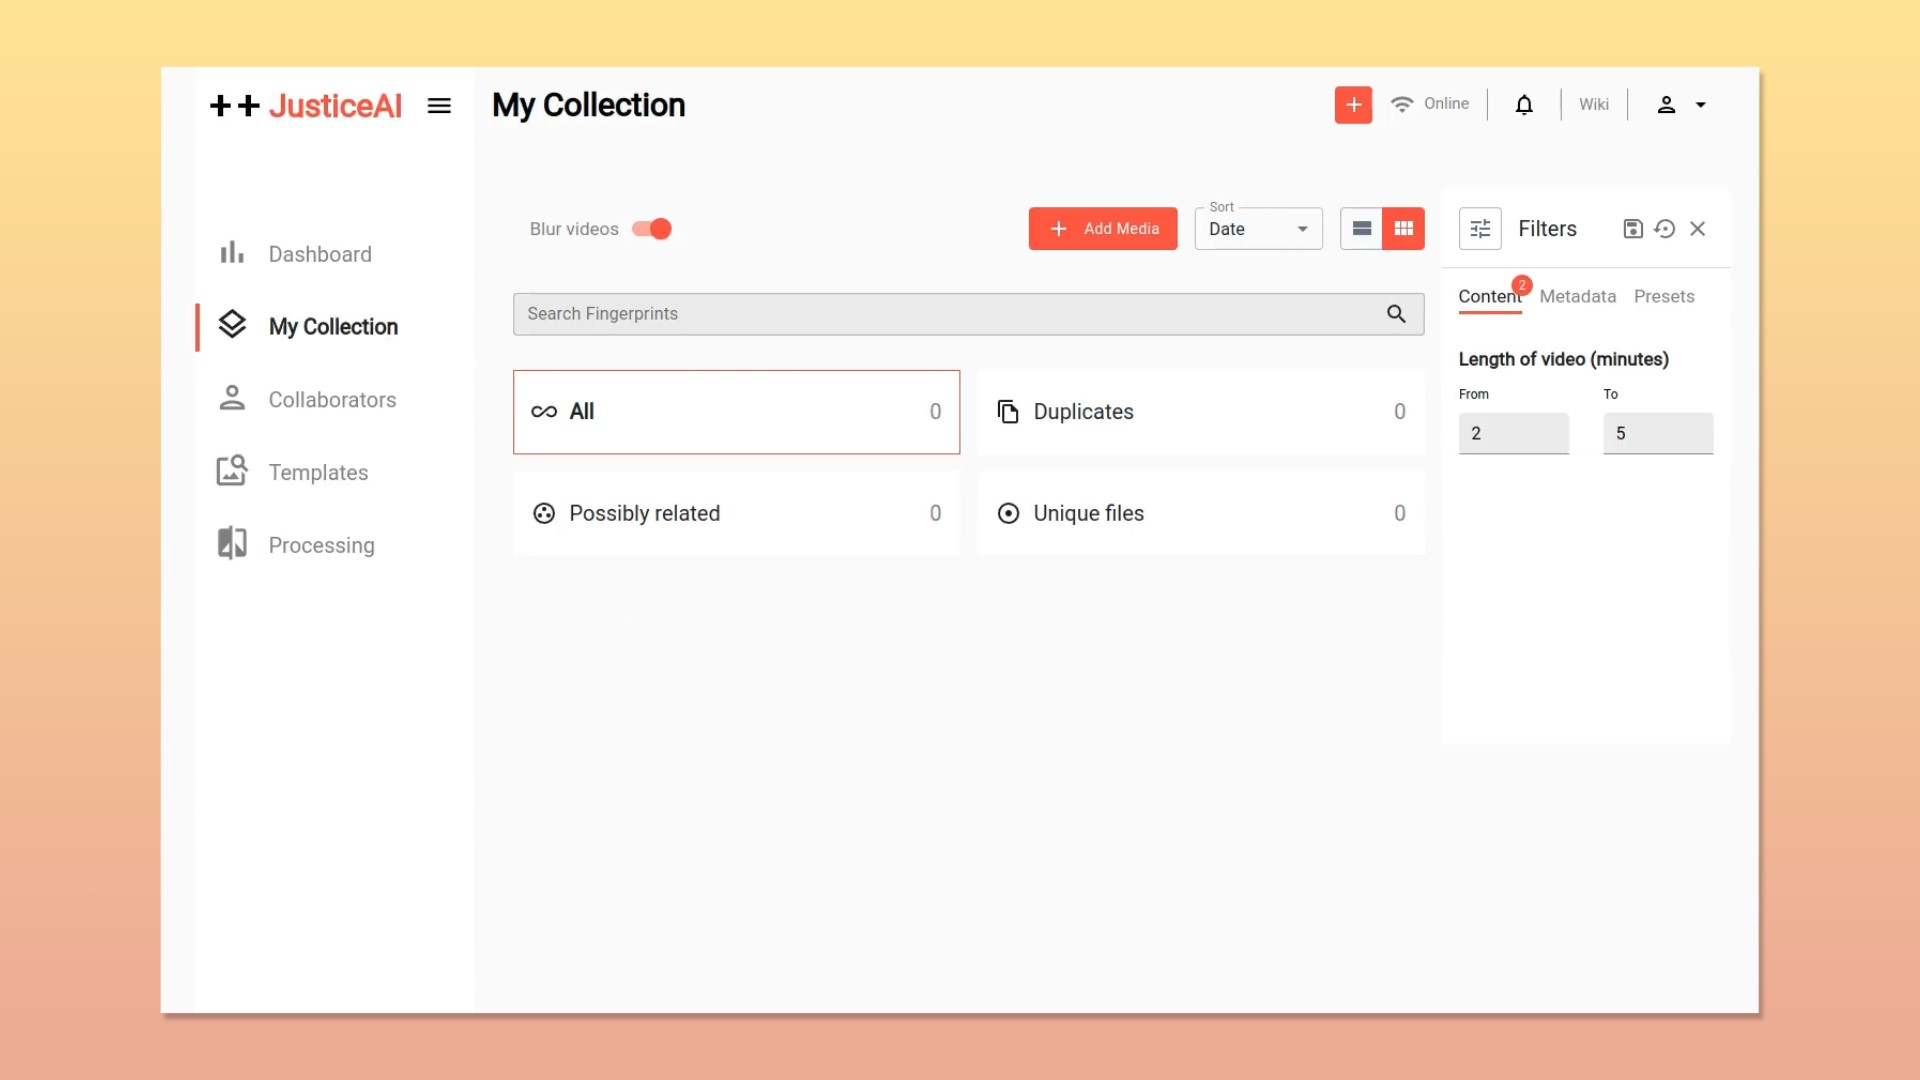 ++ JusticeAI
My Collection
Online
Wiki
Dashboard
My Collection
Collaborators
Templates
Processing
Blur videos
Add Media
Sort
Date
Search Fingerprints
All 0
Duplicates 0
Possibly related 0
Unique files 0
Filters
Content 2
Metadata
Presets
Length of video (minutes)
From To
2 5